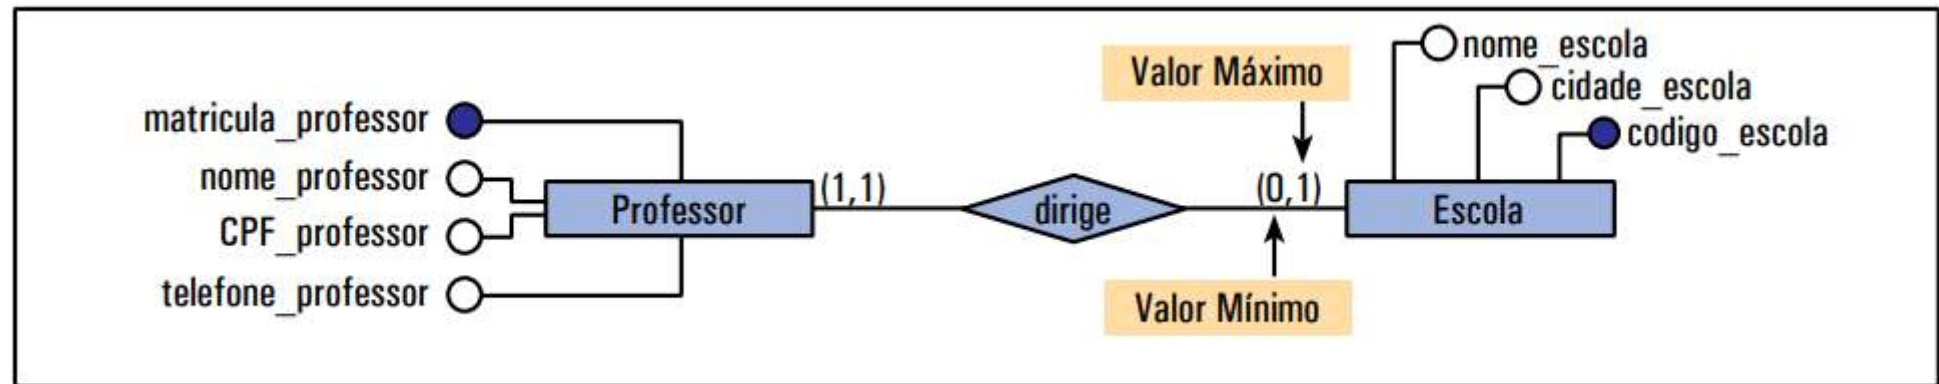 matricula_professor
nome_professor
CPF_professor
telefone_professor
Professor
(1,1)
dirige
Valor Máximo
(0,1)
Valor Mínimo
Escola
nome_escola
cidade_escola
codigo_escola